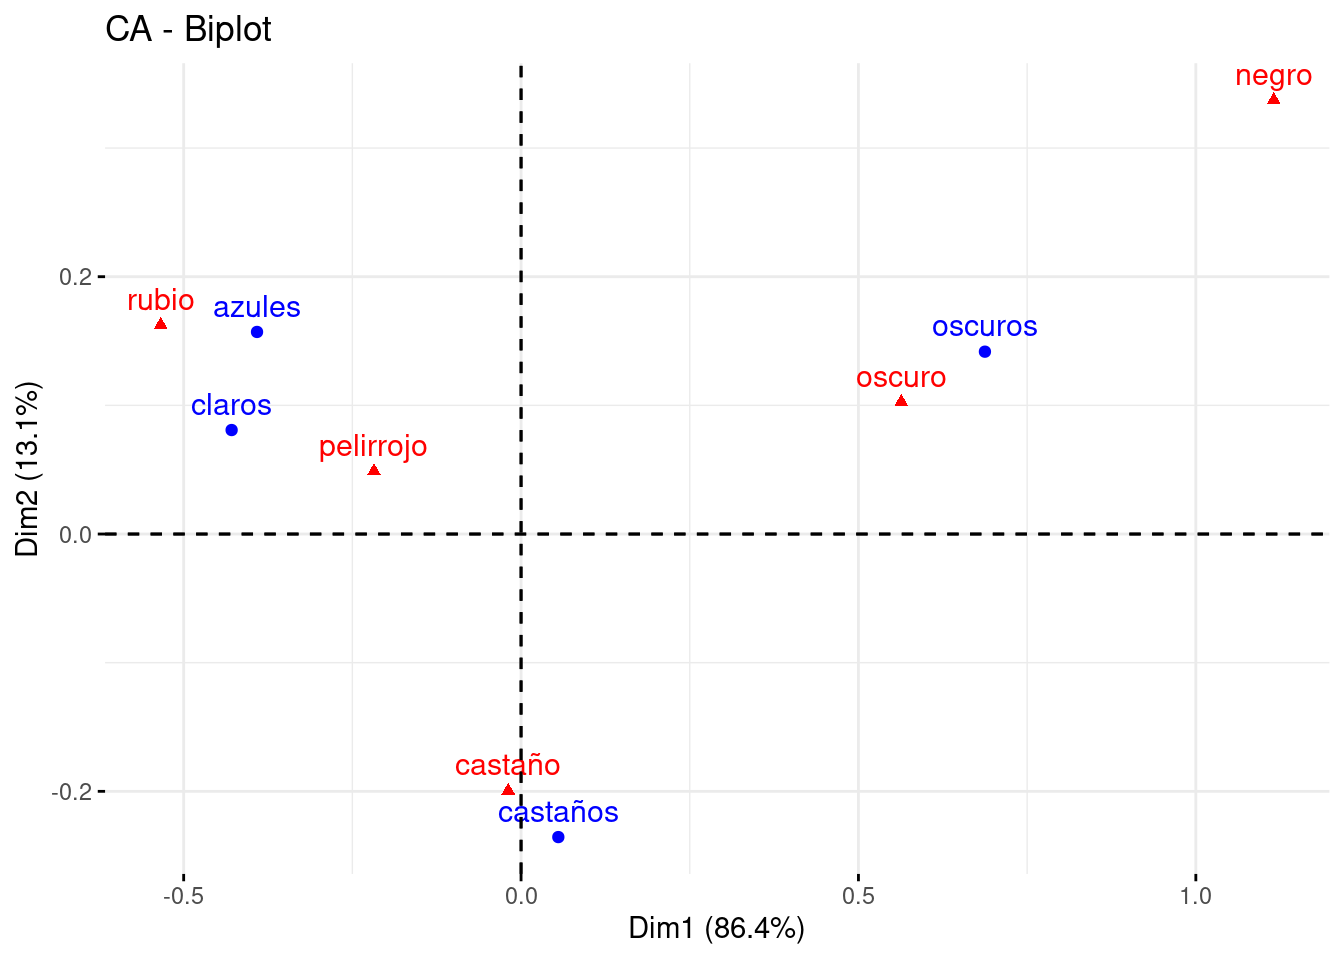 CA - Biplot
negro
0.2
rubio
azules
oscuros
oscuro
claros
pelirrojo
Dim2 (13.1%)
0.0
castaño
-0.2
castaños
-0.5
0.0
0.5
1.0
Dim1 (86.4%)